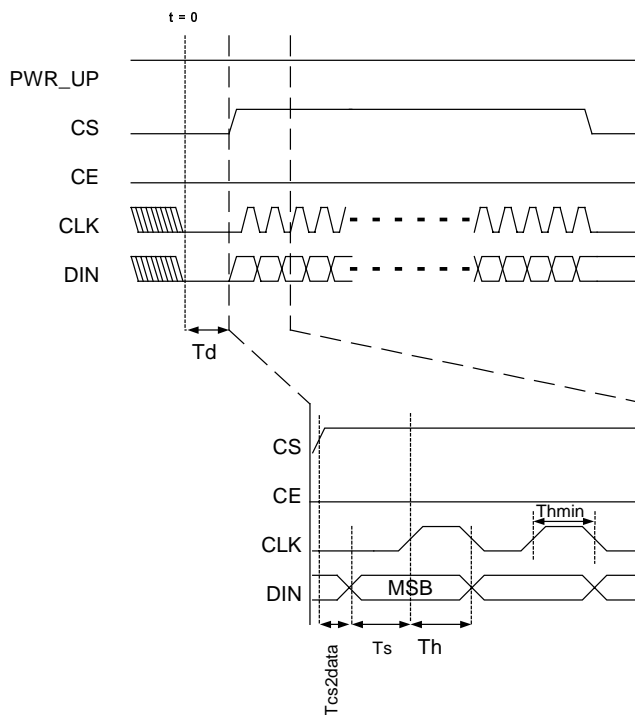 t = 0
PWR_UP
CS
CE
CLK
DIN
Td
CS
CE
Thmin
CLK
DIN
MSB
Tcs2data
Ts
Th